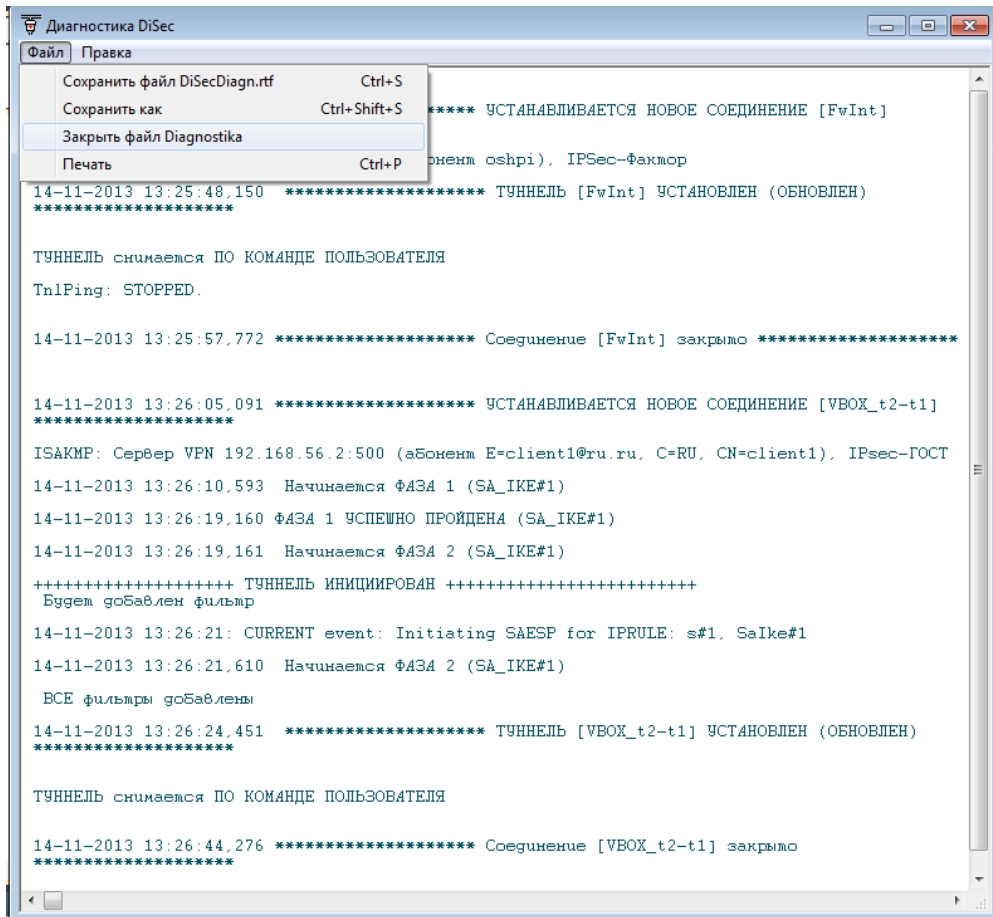 Диагностика DiSec
Файл Правка
Сохранить файл DiSecDiagn.rtf Ctrl+S
Сохранить как Ctrl+Shift+S
Закрыть файл Diagnostika
Печать Ctrl+P
***** УСТАНАВЛИВАЕТСЯ НОВОЕ СОЕДИНЕНИЕ [FwInt]
oshpi), IPSec-Фактор
14-11-2013 13:25:48,150 ******************** ТУННЕЛЬ [FwInt] УСТАНОВЛЕН (ОБНОВЛЕН)
********************
ТУННЕЛЬ снимается ПО КОМАНДЕ ПОЛЬЗОВАТЕЛЯ
TnlPing: STOPPED.
14-11-2013 13:25:57,772 ******************** Соединение [FwInt] закрыто ********************
14-11-2013 13:26:05,091 ******************** УСТАНАВЛИВАЕТСЯ НОВОЕ СОЕДИНЕНИЕ [VBOX_t2-t1]
********************
ISAKMP: Сервер VPN 192.168.56.2:500 (абонент E=client1@ru.ru, C=RU, CN=client1), IPsec-ГОСТ
14-11-2013 13:26:10,593 Начинается ФАЗА 1 (SA_IKE#1)
14-11-2013 13:26:19,160 ФАЗА 1 УСПЕШНО ПРОЙДЕНА (SA_IKE#1)
14-11-2013 13:26:19,161 Начинается ФАЗА 2 (SA_IKE#1)
++++++++++++++++++++ ТУННЕЛЬ ИНИЦИИРОВАН +++++++++++++++++++++++++
Будет добавлен фильтр
14-11-2013 13:26:21: CURRENT event: Initiating SAESP for IPRULE: s#1, SaIke#1
14-11-2013 13:26:21,610 Начинается ФАЗА 2 (SA_IKE#1)
ВСЕ фильтры добавлены
14-11-2013 13:26:24,451 ******************** ТУННЕЛЬ [VBOX_t2-t1] УСТАНОВЛЕН (ОБНОВЛЕН)
********************
ТУННЕЛЬ снимается ПО КОМАНДЕ ПОЛЬЗОВАТЕЛЯ
14-11-2013 13:26:44,276 ******************** Соединение [VBOX_t2-t1] закрыто
********************